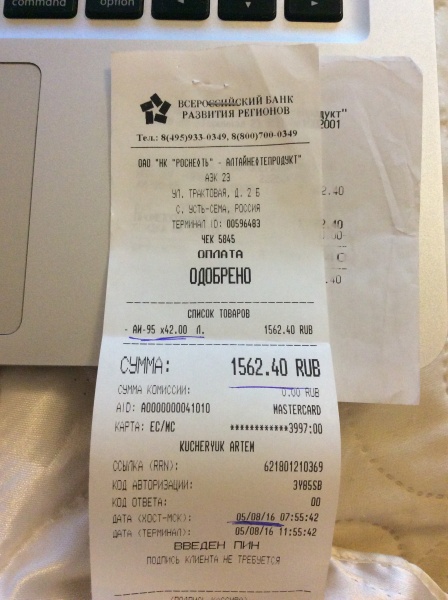 command
option
ВСЕРОССИЙСКИЙ БАНК
РАЗВИТИЯ РЕГИОНОВ
Тел.: 8(495)933-0349, 8(800)700-0349
ОАО "НК "РОСНЕФТЬ" - АЛТАЙНЕФТЕПРОДУКТ"
АЗК 23
УЛ. ТРАКТОВАЯ, Д. 2 Б
С. УСТЬ-СЕМА, РОССИЯ
ТЕРМИНАЛ ID: 00596483
ЧЕК 5845
ОПЛАТА
ОДОБРЕНО
СПИСОК ТОВАРОВ
- АИ-95 x42.00 Л. 1562.40 RUB
СУММА: 1562.40 RUB
СУММА КОМИССИИ: 0.00 RUB
AID: A0000000041010 MASTERCARD
КАРТА: EC/MC ************3997:00
KUCHERYUK ARTEM
ССЫЛКА (RRN): 621801210369
КОД АВТОРИЗАЦИИ: 3Y85SB
КОД ОТВЕТА: 00
ДАТА (ХОСТ-МСК): 05/08/16 07:55:42
ДАТА (ТЕРМИНАЛ): 05/08/16 11:55:42
ВВЕДЕН ПИН
ПОДПИСЬ КЛИЕНТА НЕ ТРЕБУЕТСЯ